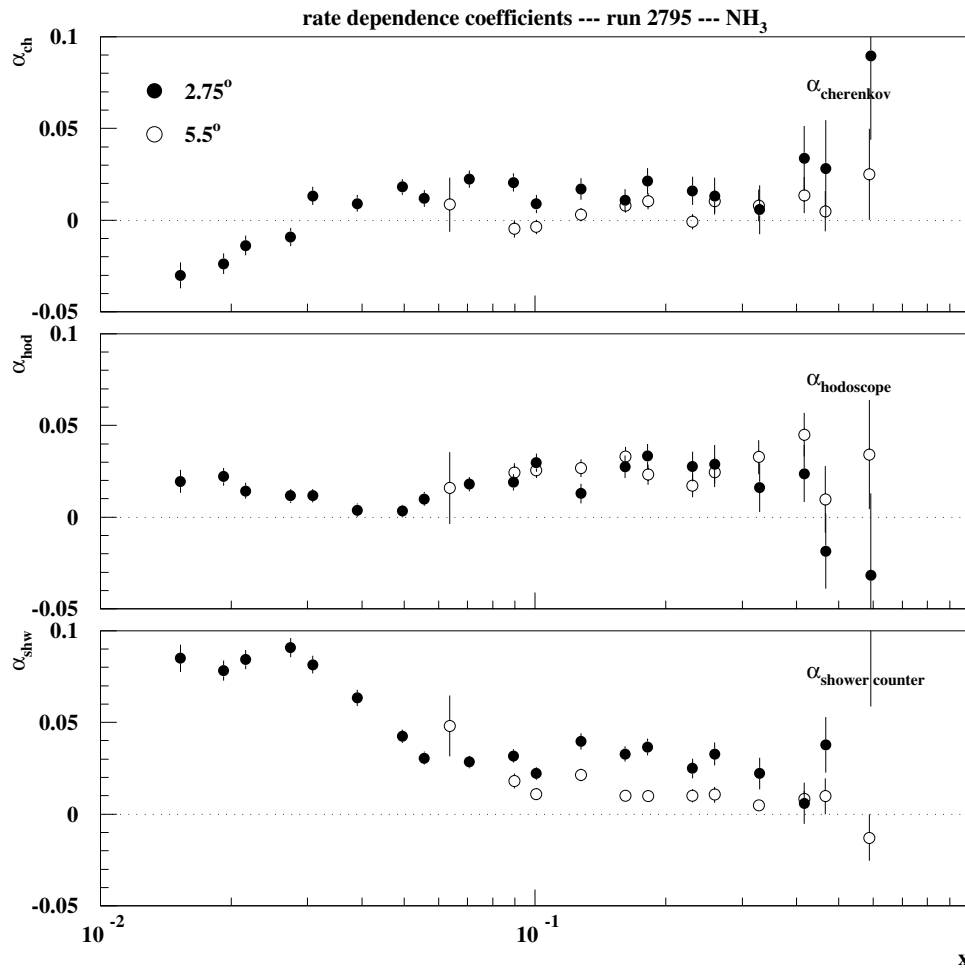 rate dependence coefficients --- run 2795 --- NH3
αch
0.1
0.05
0
-0.05
2.75o
5.5o
αcherenkov
αhod
0.1
0.05
0
-0.05
αhodoscope
αshw
0.1
0.05
0
-0.05
αshower counter
10-2
10-1
x